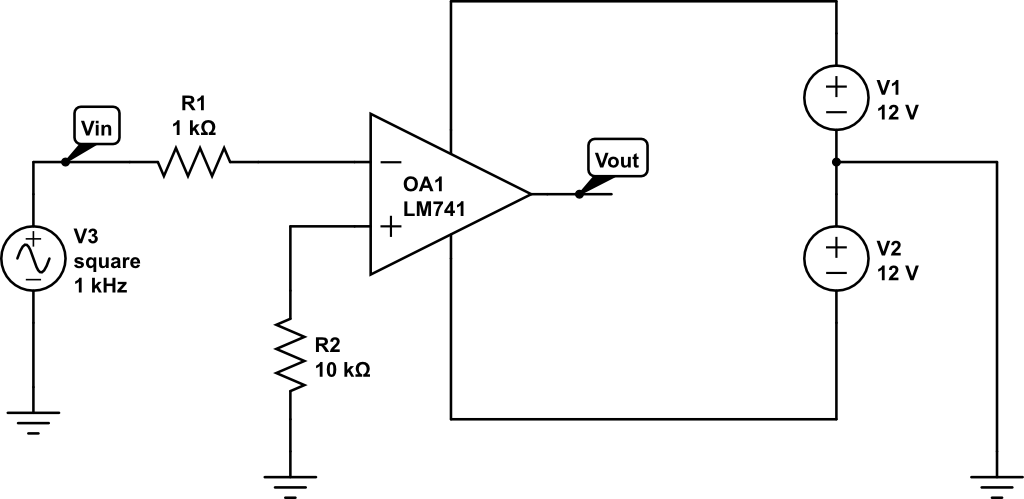 Vin
R1
1 kΩ
V3
square
1 kHz
OA1
LM741
R2
10 kΩ
Vout
V1
12 V
V2
12 V